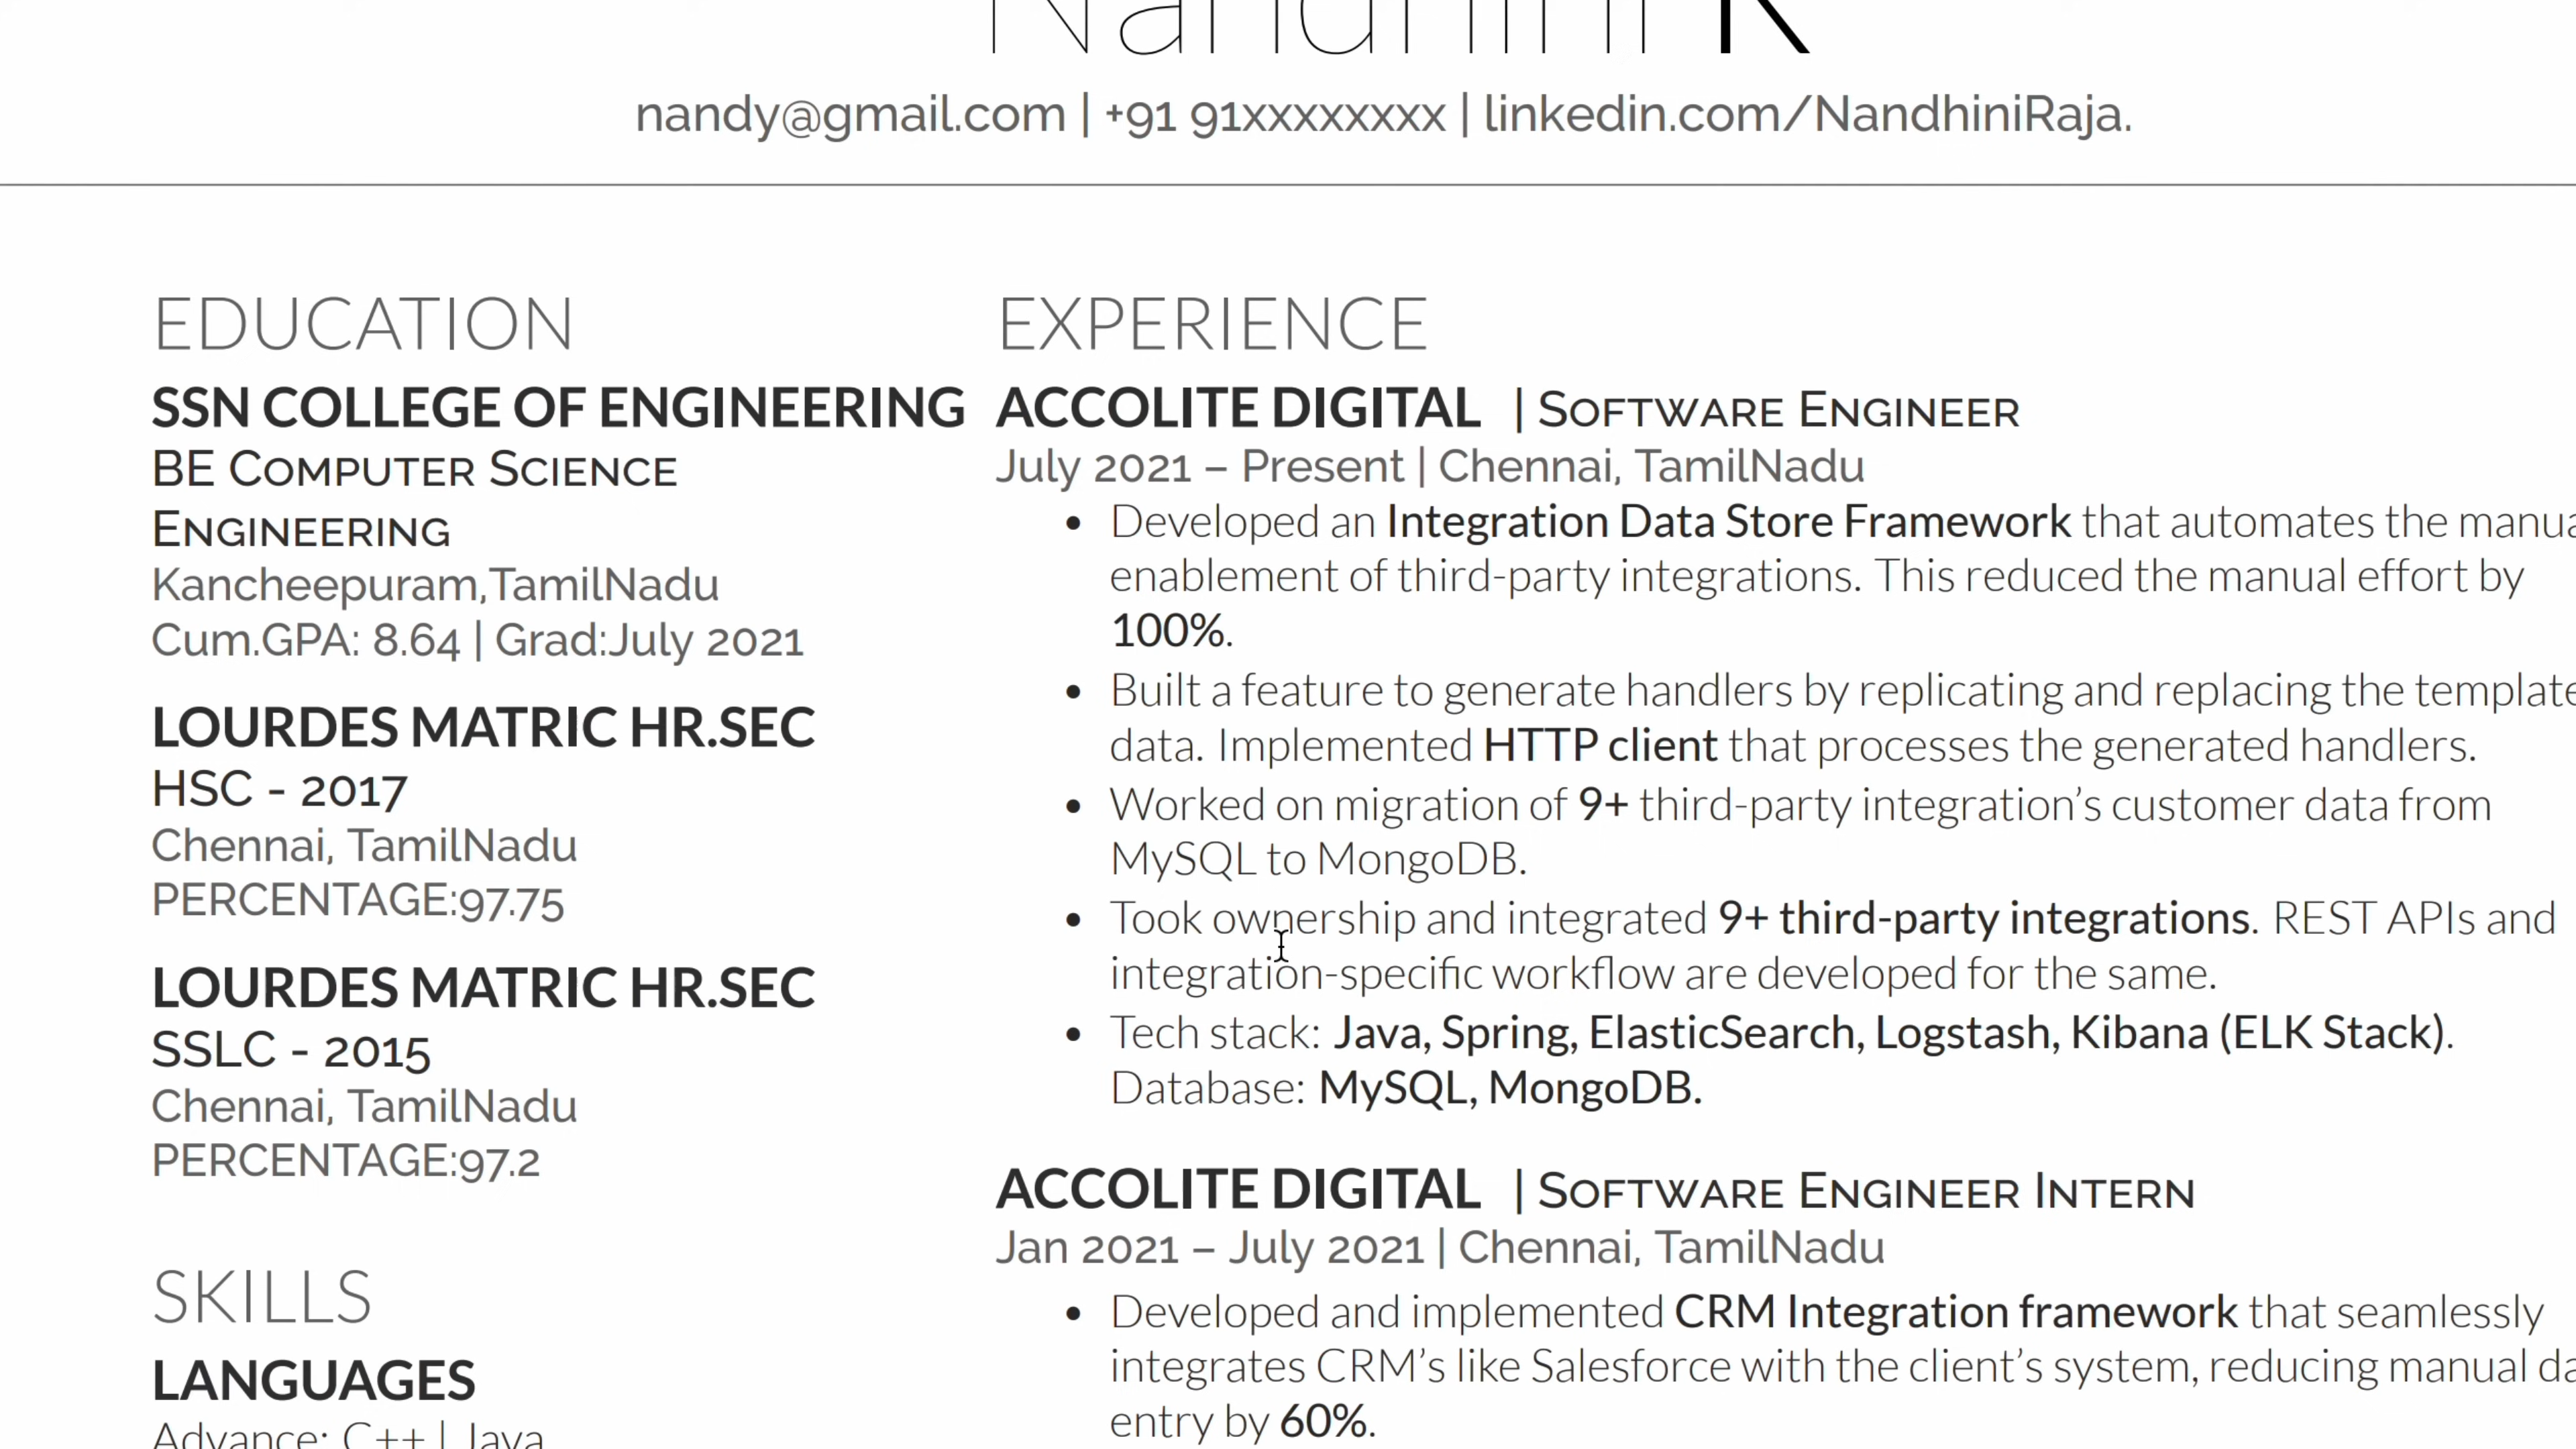 Nandhini R
nandy@gmail.com | +91 91xxxxxxxx | linkedin.com/NandhiniRaja.
EDUCATION
SSN COLLEGE OF ENGINEERING
BE COMPUTER SCIENCE
ENGINEERING
Kancheepuram,TamilNadu
Cum.GPA: 8.64 | Grad:July 2021
LOURDES MATRIC HR.SEC
HSC - 2017
Chennai, TamilNadu
PERCENTAGE:97.75
LOURDES MATRIC HR.SEC
SSLC - 2015
Chennai, TamilNadu
PERCENTAGE:97.2
SKILLS
LANGUAGES
Advance: C++ | Java
EXPERIENCE
ACCOLITE DIGITAL | SOFTWARE ENGINEER
July 2021 – Present | Chennai, TamilNadu
• Developed an Integration Data Store Framework that automates the manua
enablement of third-party integrations. This reduced the manual effort by
100%.
• Built a feature to generate handlers by replicating and replacing the template
data. Implemented HTTP client that processes the generated handlers.
• Worked on migration of 9+ third-party integration's customer data from
MySQL to MongoDB.
• Took ownership and integrated 9+ third-party integrations. REST APIs and
integration-specific workflow are developed for the same.
• Tech stack: Java, Spring, ElasticSearch, Logstash, Kibana (ELK Stack).
Database: MySQL, MongoDB.
ACCOLITE DIGITAL | SOFTWARE ENGINEER INTERN
Jan 2021 – July 2021 | Chennai, TamilNadu
• Developed and implemented CRM Integration framework that seamlessly
integrates CRM's like Salesforce with the client's system, reducing manual da
entry by 60%.